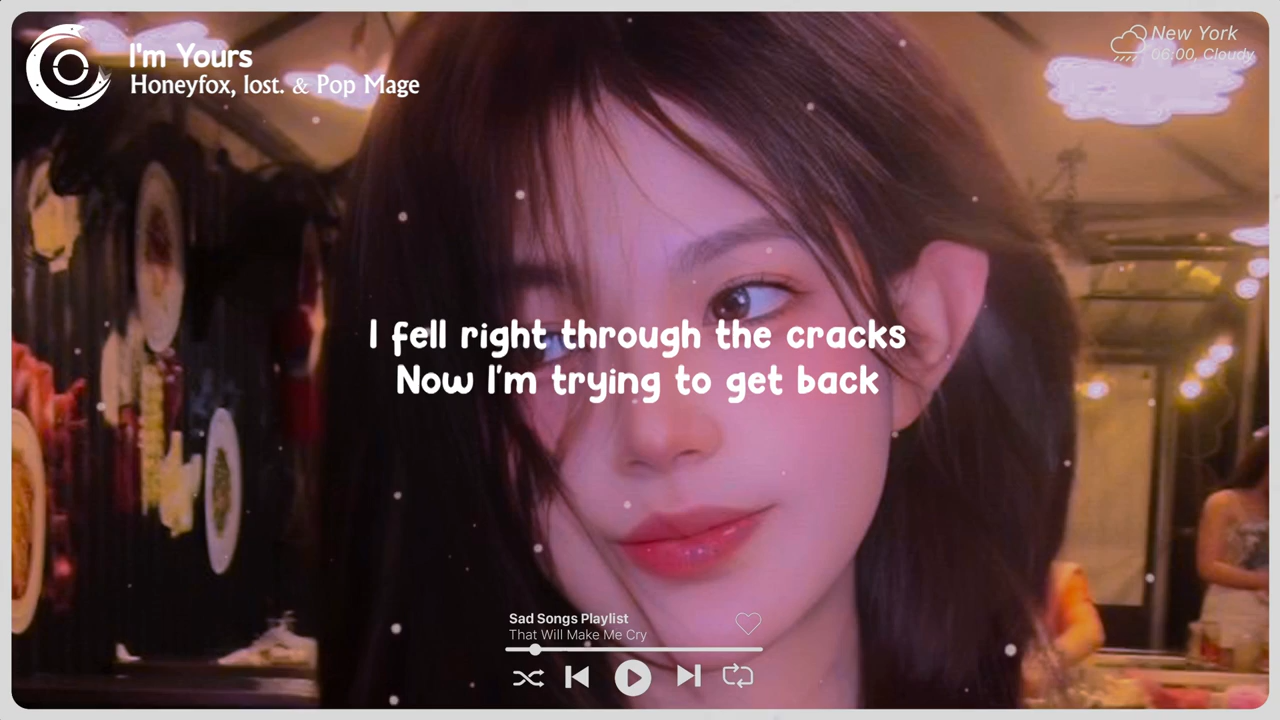 I'm Yours
Honeyfox, lost. & Pop Mage
New York
06:00, Cloudy
I fell right through the cracks
Now I'm trying to get back
Sad Songs Playlist
That Will Make Me Cry